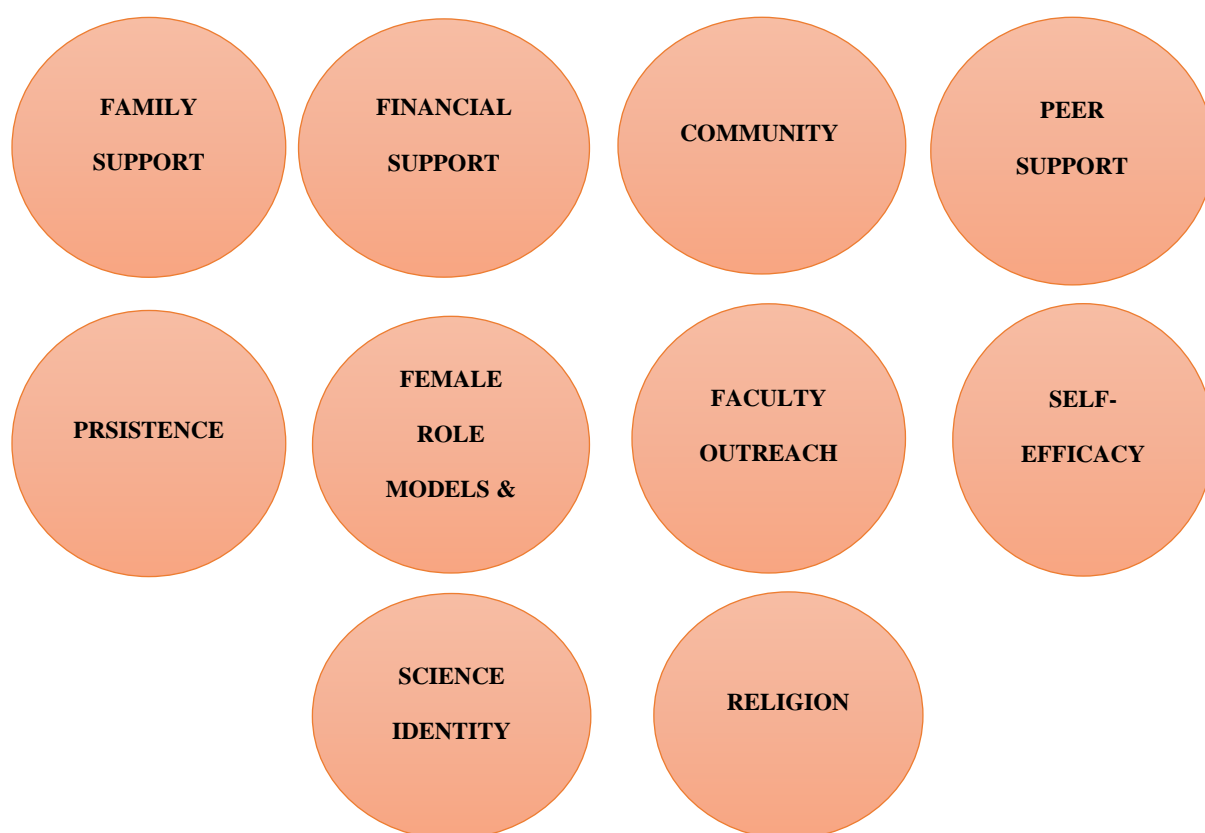 FAMILY
SUPPORT
FINANCIAL
SUPPORT
COMMUNITY
PEER
SUPPORT
PRSISTENCE
FEMALE
ROLE
MODELS &
FACULTY
OUTREACH
SELF-
EFFICACY
SCIENCE
IDENTITY
RELIGION